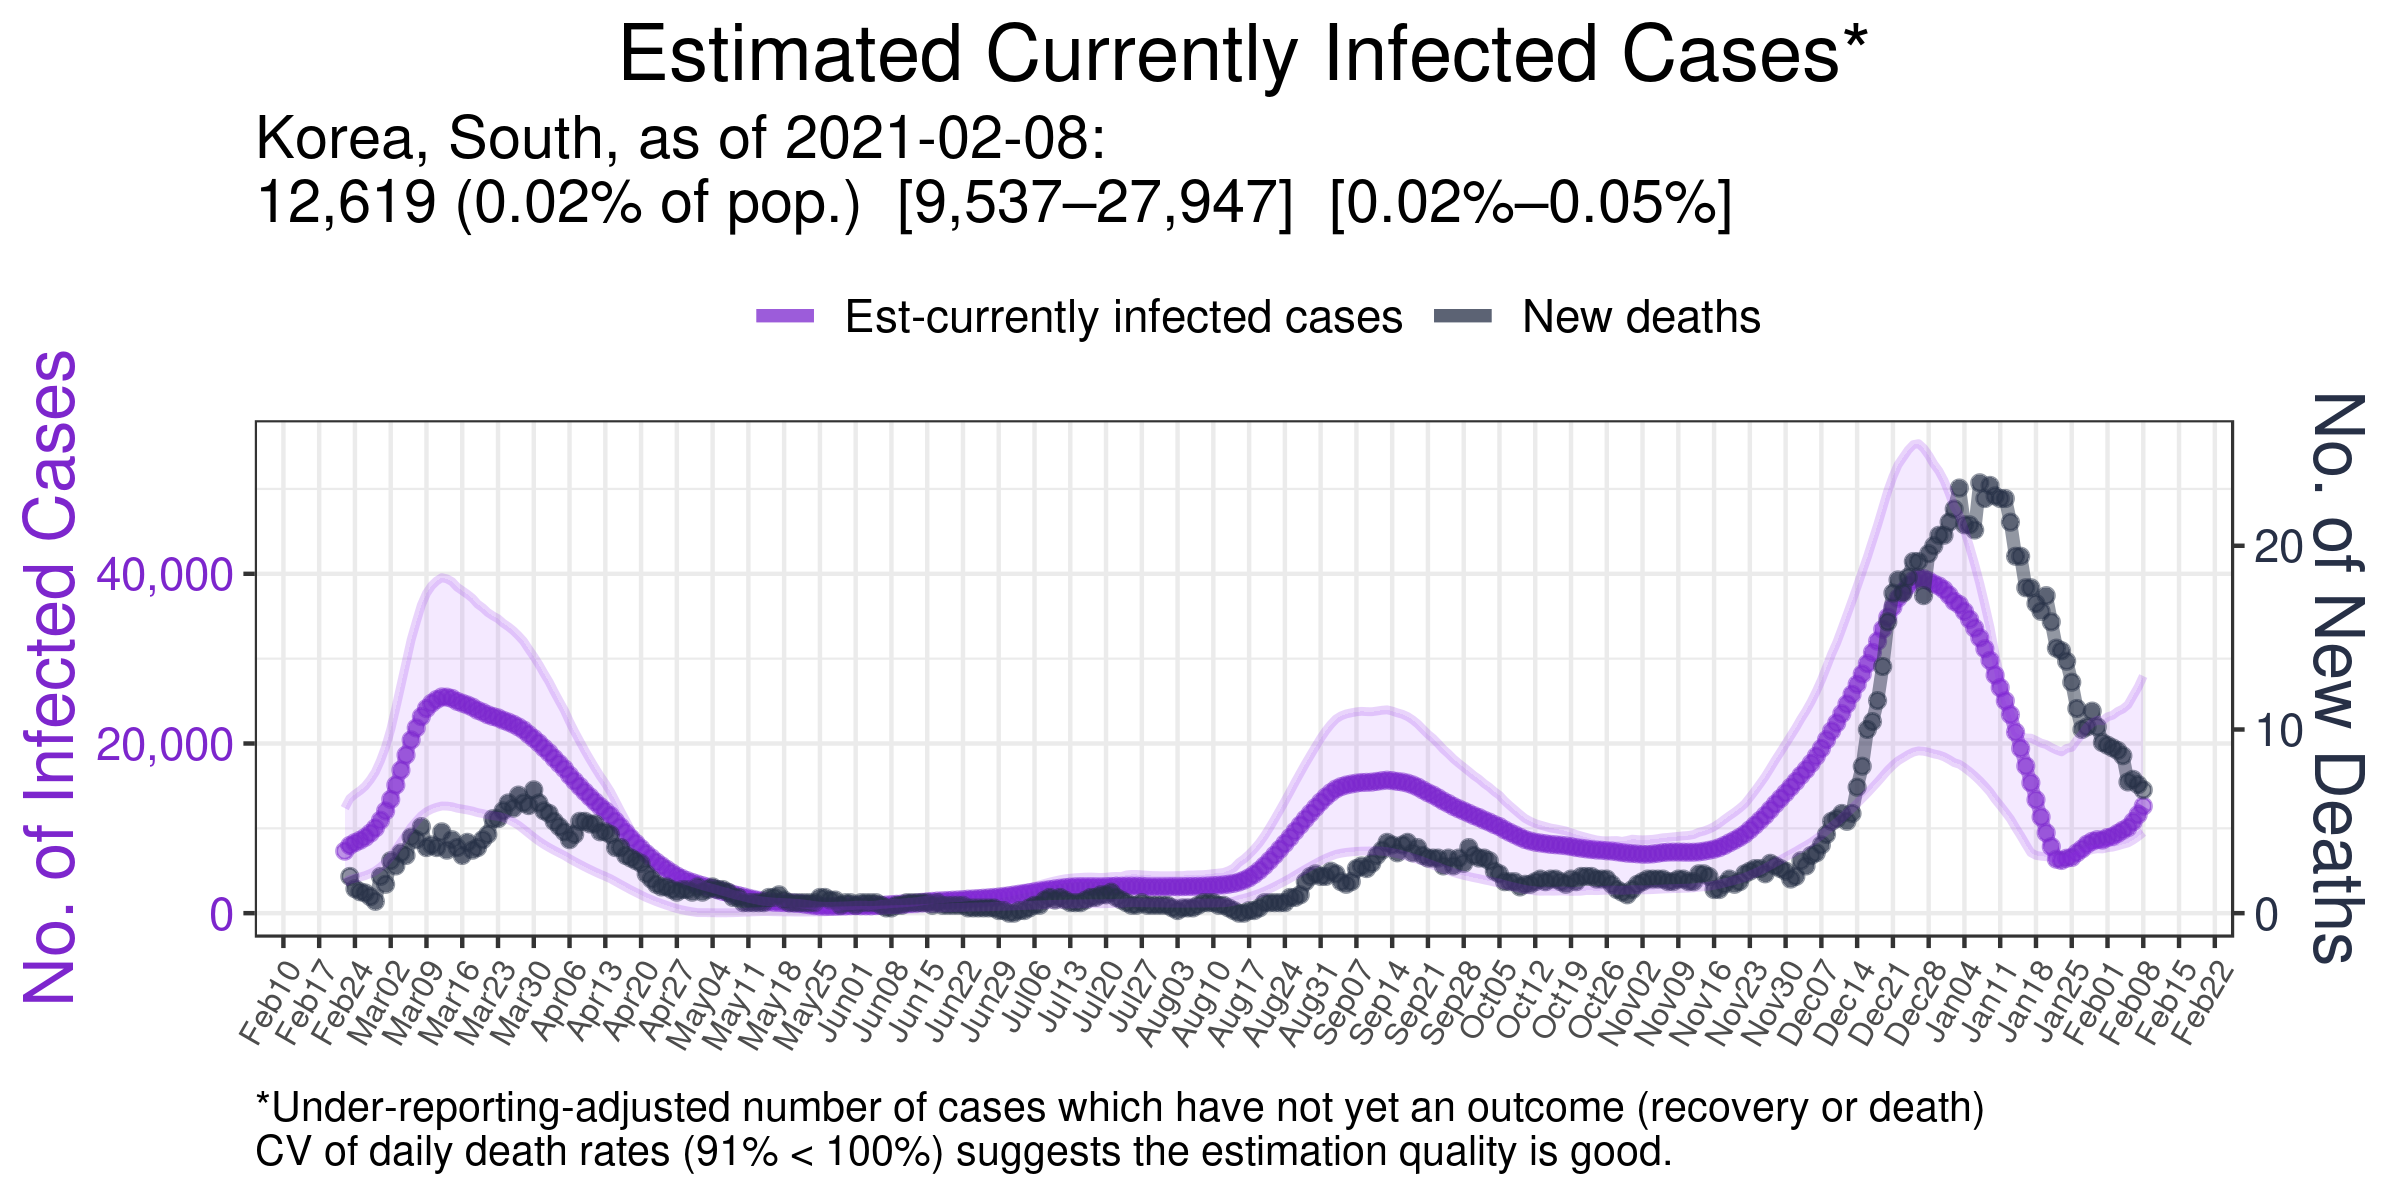 Estimated Currently Infected Cases*
Korea, South, as of 2021-02-08:
12,619 (0.02% of pop.)  [9,537–27,947]  [0.02%–0.05%]
Est-currently infected cases
New deaths
No. of Infected Cases
40,000
20,000
0
No. of New Deaths
20
10
0
Feb10
Feb17
Feb24
Mar02
Mar09
Mar16
Mar23
Mar30
Apr06
Apr13
Apr20
Apr27
May04
May11
May18
May25
Jun01
Jun08
Jun15
Jun22
Jun29
Jul06
Jul13
Jul20
Jul27
Aug03
Aug10
Aug17
Aug24
Aug31
Sep07
Sep14
Sep21
Sep28
Oct05
Oct12
Oct19
Oct26
Nov02
Nov09
Nov16
Nov23
Nov30
Dec07
Dec14
Dec21
Dec28
Jan04
Jan11
Jan18
Jan25
Feb01
Feb08
Feb15
Feb22
*Under-reporting-adjusted number of cases which have not yet an outcome (recovery or death)
CV of daily death rates (91% < 100%) suggests the estimation quality is good.